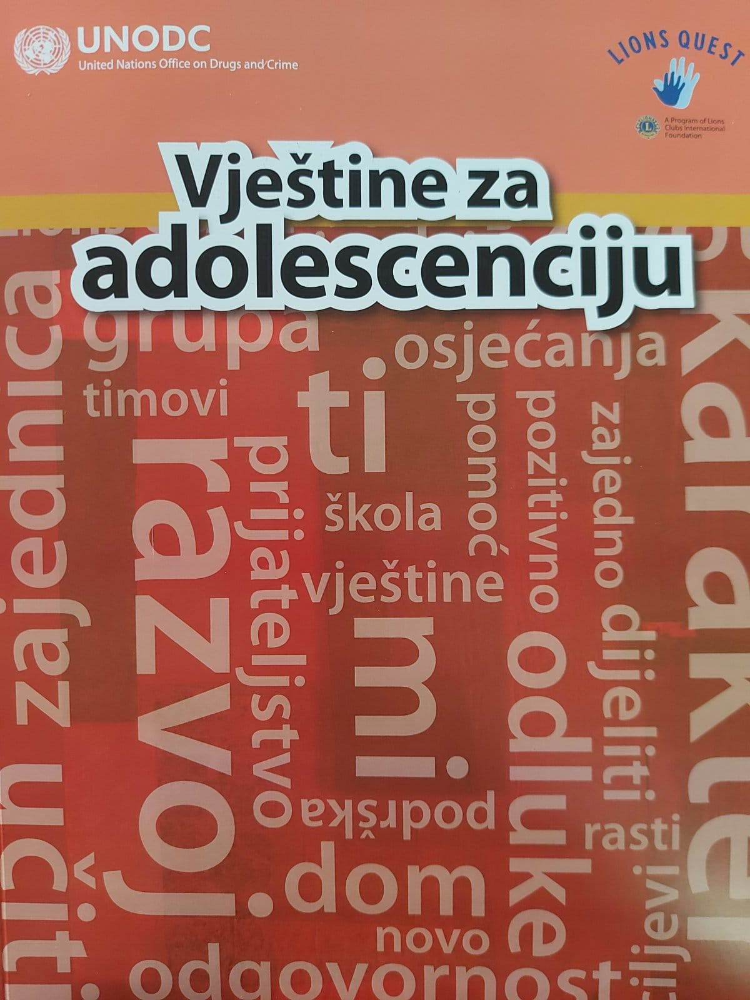 UNODC
United Nations Office on Drugs and Crime
LIONS QUEST
A Program of Lions
Clubs International
Foundation
Vještine za
adolescenciju
zajednica
grupa
osjećanja
timovi
ti
razvoj
prijateljstvo
pomoć
pozitivno
zajedno
karakter
škola
vještine
mi
odluke
dijeliti
učiti
podrška
rasti
dom
ciljevi
novo
odgovornost